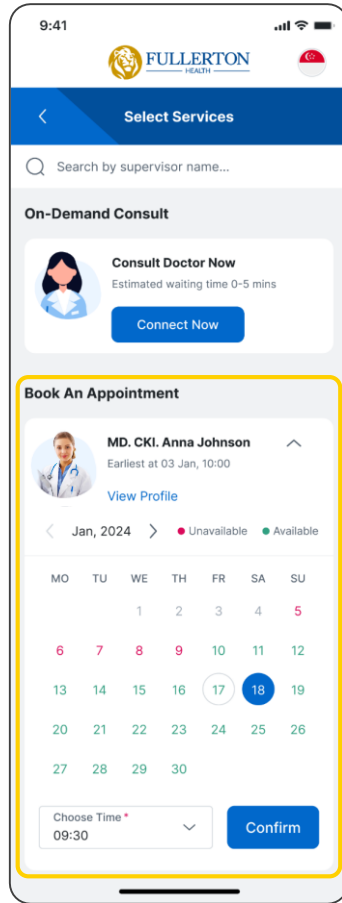 9:41
FULLERTON
HEALTH
Select Services
Search by supervisor name...
On-Demand Consult
Consult Doctor Now
Estimated waiting time 0-5 mins
Connect Now
Book An Appointment
MD. CKI. Anna Johnson
Earliest at 03 Jan, 10:00
View Profile
Jan, 2024 Unavailable Available
MO TU WE TH FR SA SU
1 2 3 4 5
6 7 8 9 10 11 12
13 14 15 16 17 18 19
20 21 22 23 24 25 26
27 28 29 30
Choose Time *
09:30
Confirm